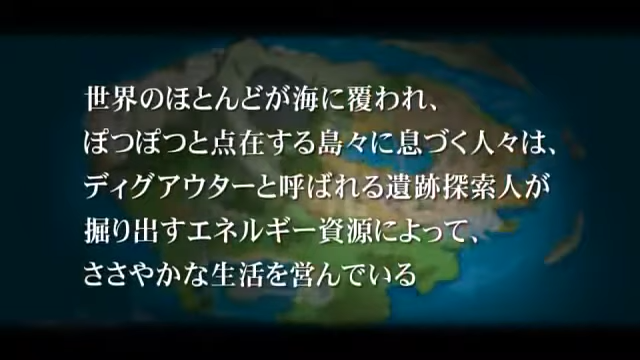 世界のほとんどが海に覆われ、
ぽつぽつと点在する島々に息づく人々は、
ディグアウターと呼ばれる遺跡探索人が
掘り出すエネルギー資源によって、
ささやかな生活を営んでいる